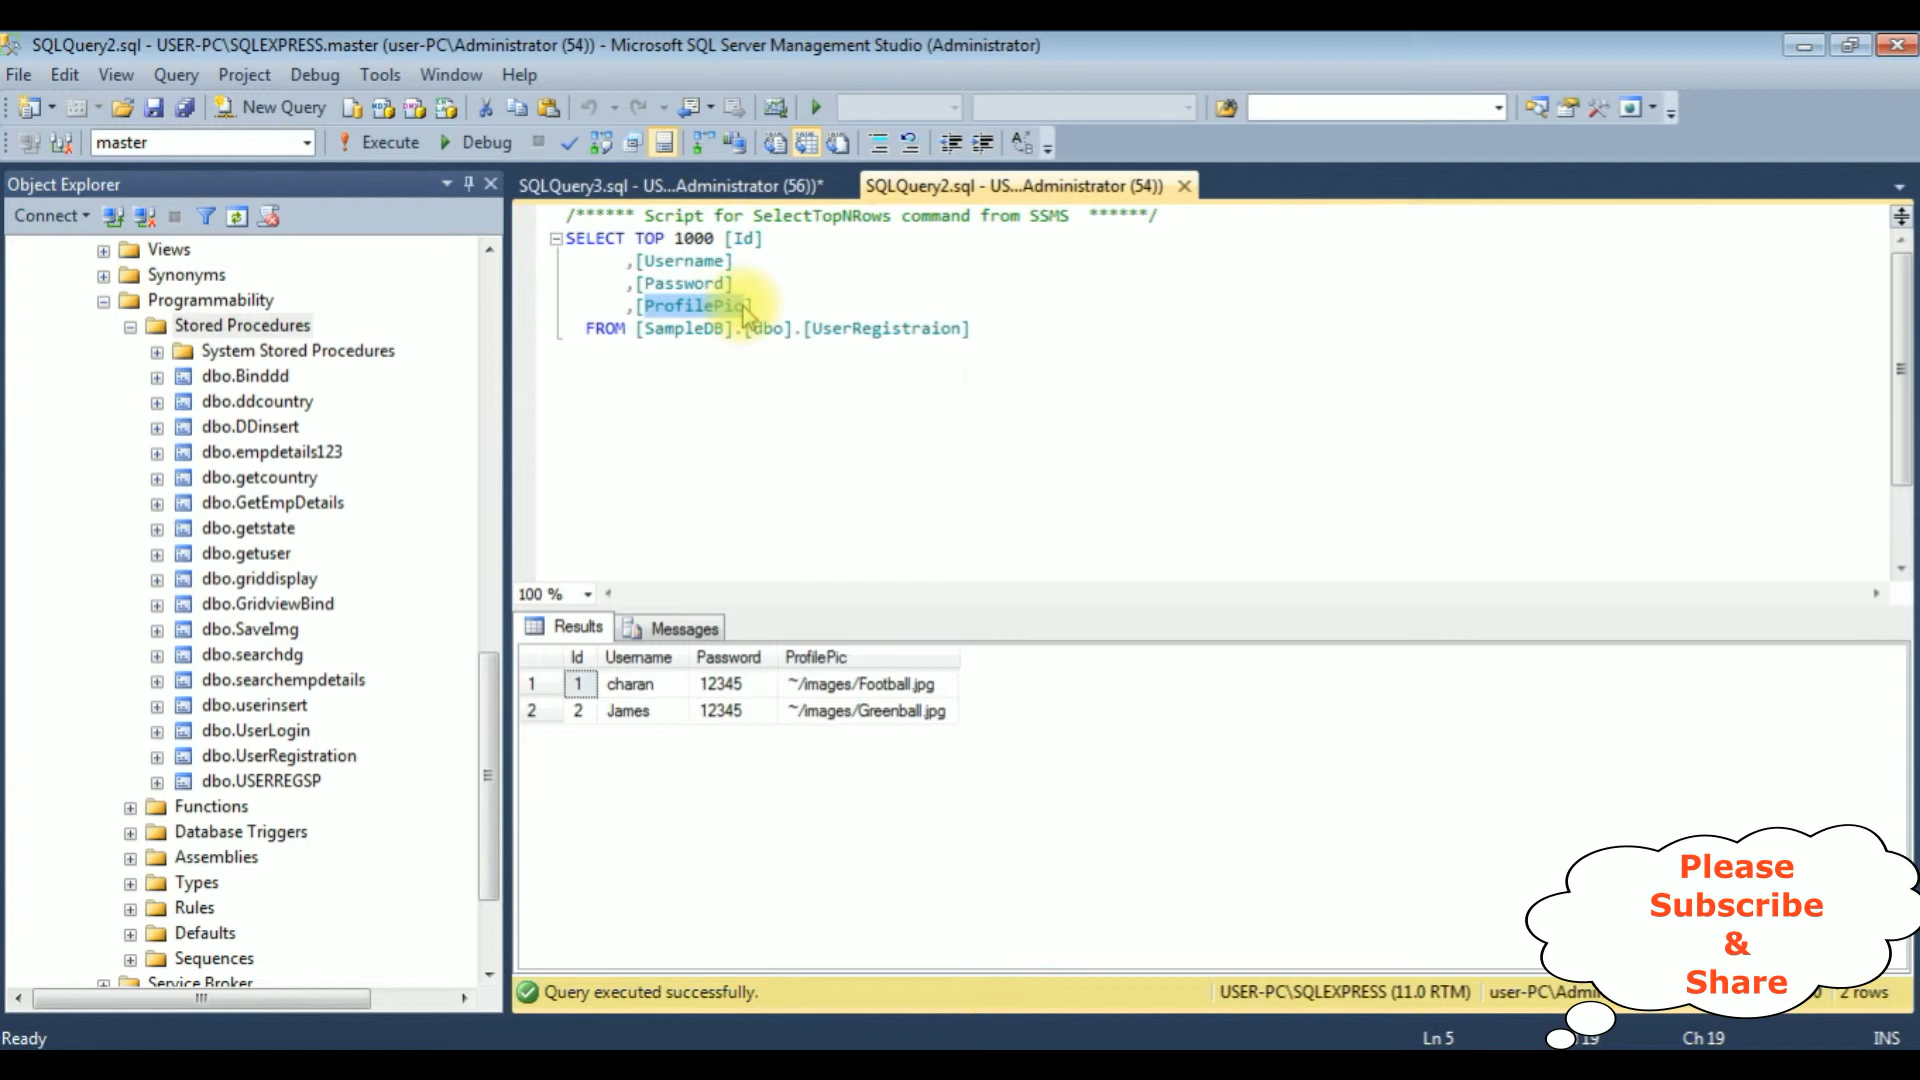 SQLQuery2.sql - USER-PC\SQLEXPRESS.master (user-PC\Administrator (54)) - Microsoft SQL Server Management Studio (Administrator)
File Edit View Query Project Debug Tools Window Help
New Query
master Execute Debug
Object Explorer
SQLQuery3.sql - US...Administrator (56))* SQLQuery2.sql - US...Administrator (54))
Connect
/****** Script for SelectTopNRows command from SSMS ******/
SELECT TOP 1000 [Id]
,[Username]
,[Password]
,[ProfilePic]
FROM [SampleDB].[dbo].[UserRegistraion]
Views
Synonyms
Programmability
Stored Procedures
System Stored Procedures
dbo.Binddd
dbo.ddcountry
dbo.DDinsert
dbo.empdetails123
dbo.getcountry
dbo.GetEmpDetails
dbo.getstate
dbo.getuser
dbo.griddisplay
dbo.GridviewBind
dbo.SaveImg
dbo.searchdg
dbo.searchempdetails
dbo.userinsert
dbo.UserLogin
dbo.UserRegistration
dbo.USERREGSP
Functions
Database Triggers
Assemblies
Types
Rules
Defaults
Sequences
Service Broker
100 %
Results Messages
Id Username Password ProfilePic
1 1 charan 12345 ~/images/Football.jpg
2 2 James 12345 ~/images/Greenball.jpg
Please
Subscribe
&
Share
Query executed successfully. USER-PC\SQLEXPRESS (11.0 RTM) user-PC\Admi 2 rows
Ready Ln 5 19 Ch 19 INS